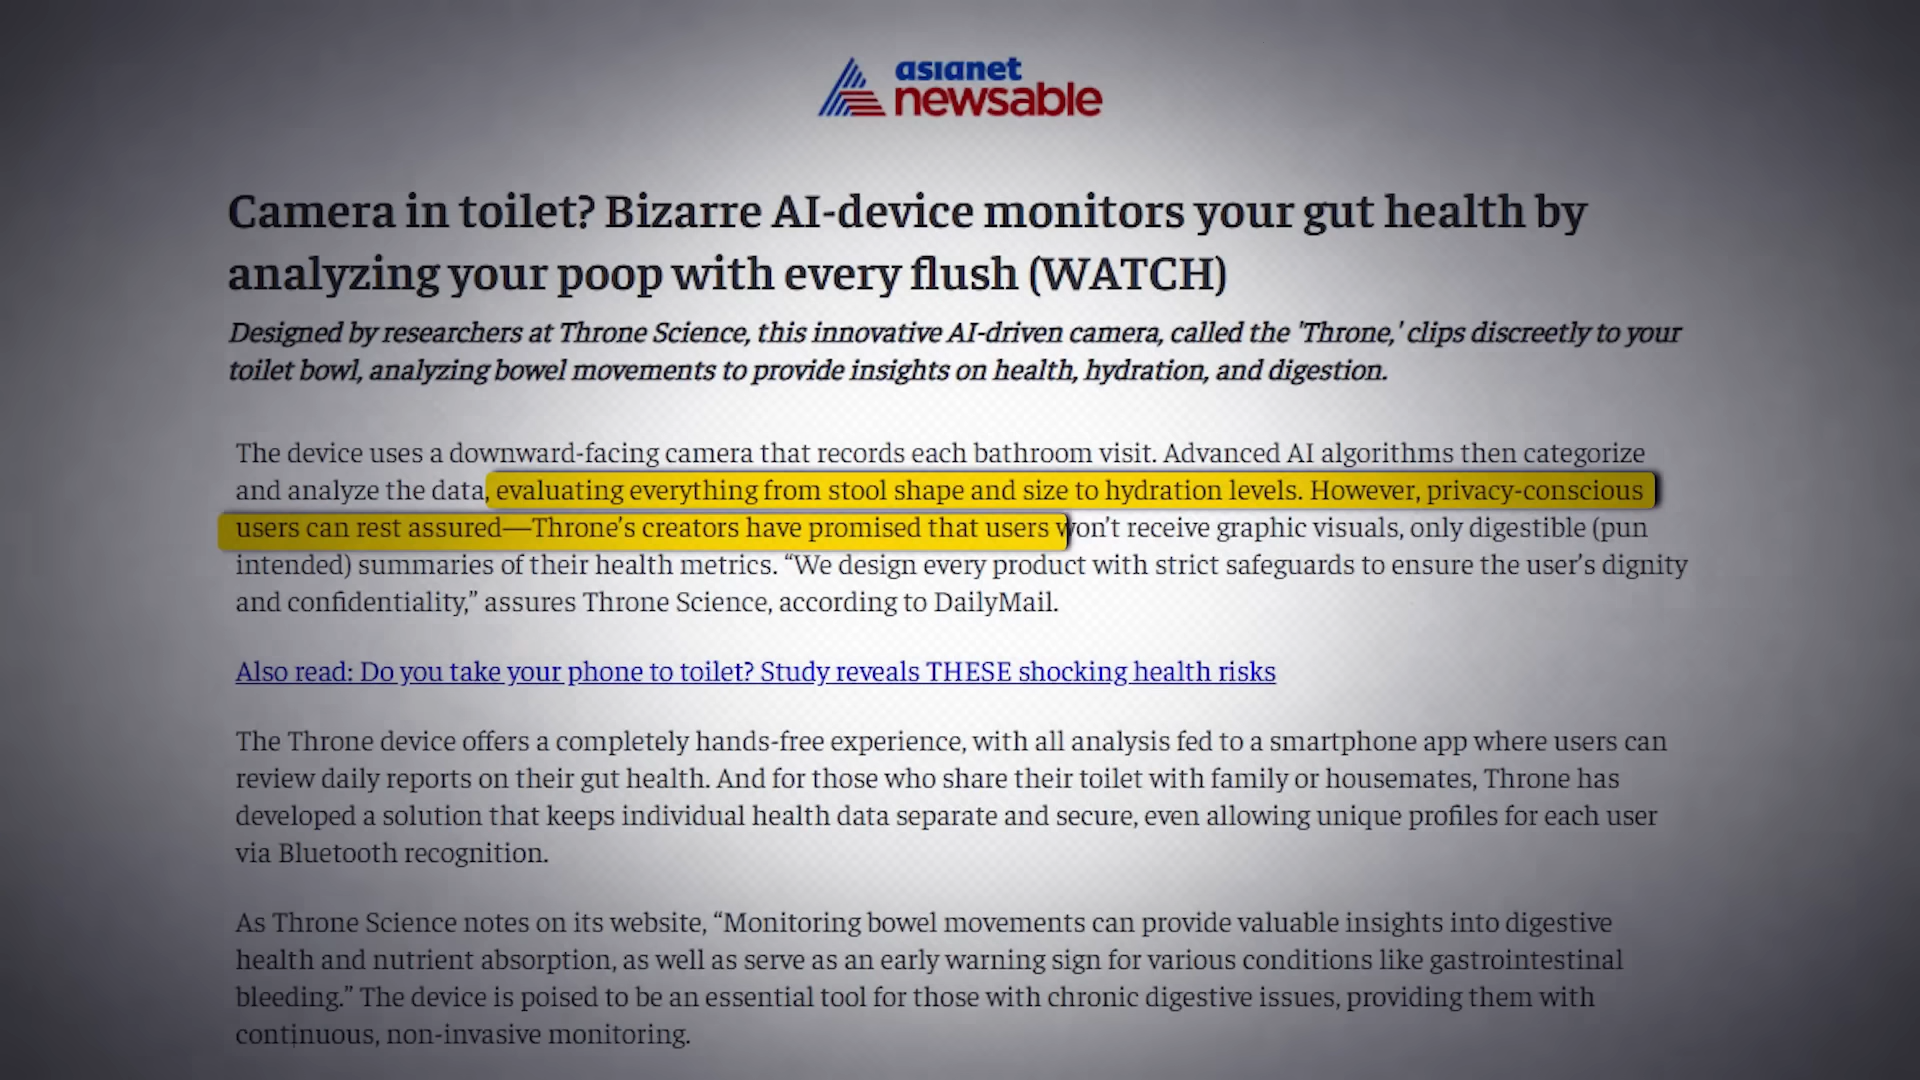 asianet
newsable
Camera in toilet? Bizarre AI-device monitors your gut health by
analyzing your poop with every flush (WATCH)
Designed by researchers at Throne Science, this innovative AI-driven camera, called the 'Throne,' clips discreetly to your
toilet bowl, analyzing bowel movements to provide insights on health, hydration, and digestion.
The device uses a downward-facing camera that records each bathroom visit. Advanced AI algorithms then categorize
and analyze the data, evaluating everything from stool shape and size to hydration levels. However, privacy-conscious
users can rest assured—Throne’s creators have promised that users won’t receive graphic visuals, only digestible (pun
intended) summaries of their health metrics. “We design every product with strict safeguards to ensure the user’s dignity
and confidentiality,” assures Throne Science, according to DailyMail.
Also read: Do you take your phone to toilet? Study reveals THESE shocking health risks
The Throne device offers a completely hands-free experience, with all analysis fed to a smartphone app where users can
review daily reports on their gut health. And for those who share their toilet with family or housemates, Throne has
developed a solution that keeps individual health data separate and secure, even allowing unique profiles for each user
via Bluetooth recognition.
As Throne Science notes on its website, “Monitoring bowel movements can provide valuable insights into digestive
health and nutrient absorption, as well as serve as an early warning sign for various conditions like gastrointestinal
bleeding.” The device is poised to be an essential tool for those with chronic digestive issues, providing them with
continuous, non-invasive monitoring.